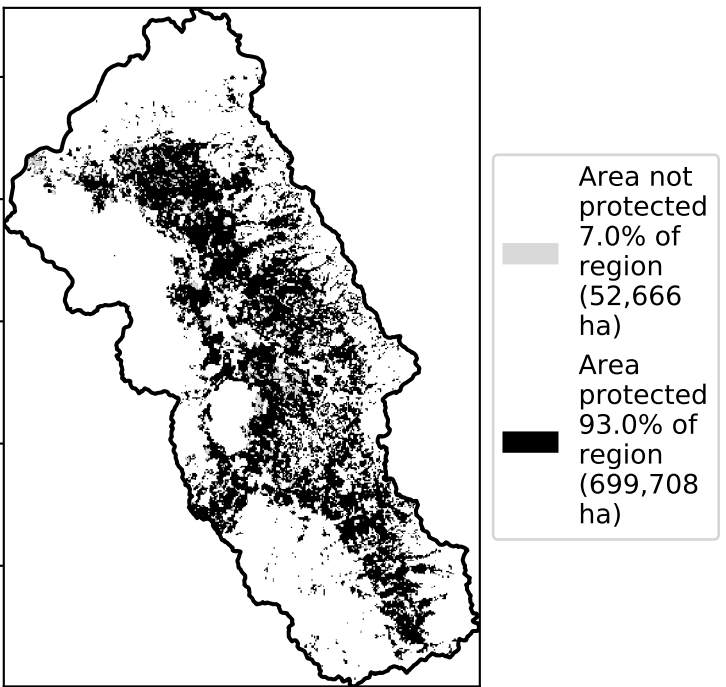 Area not
protected
7.0% of
region
(52,666
ha)
Area
protected
93.0% of
region
(699,708
ha)